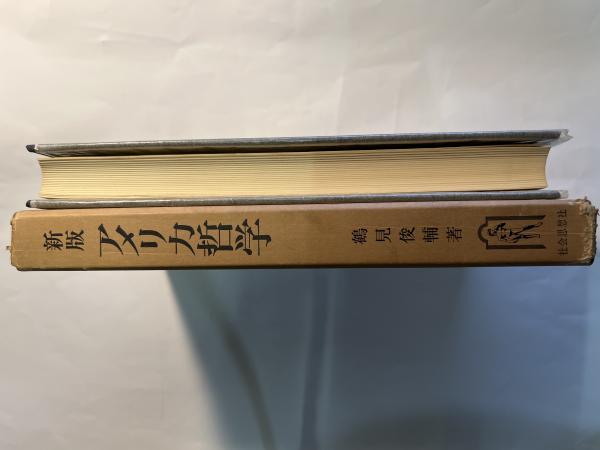 新版
アメリカ哲学
鶴見俊輔著
社会思想社